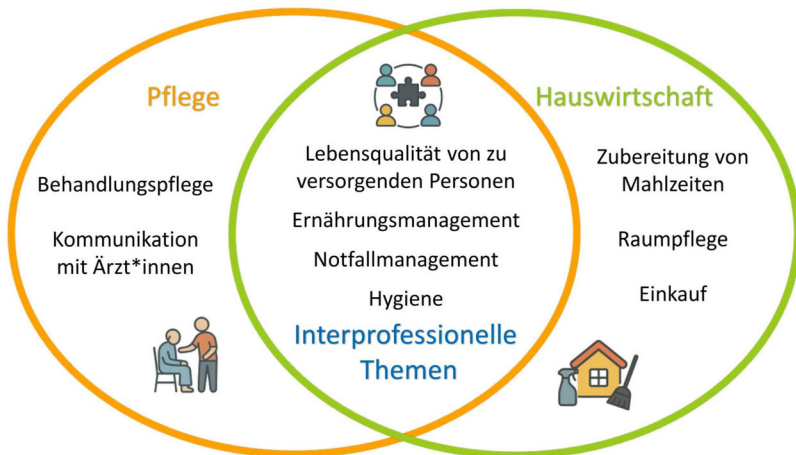 Pflege
Behandlungspflege
Kommunikation
mit Ärzt*innen
Lebensqualität von zu
versorgenden Personen
Ernährungsmanagement
Notfallmanagement
Hygiene
Interprofessionelle
Themen
Hauswirtschaft
Zubereitung von
Mahlzeiten
Raumpflege
Einkauf